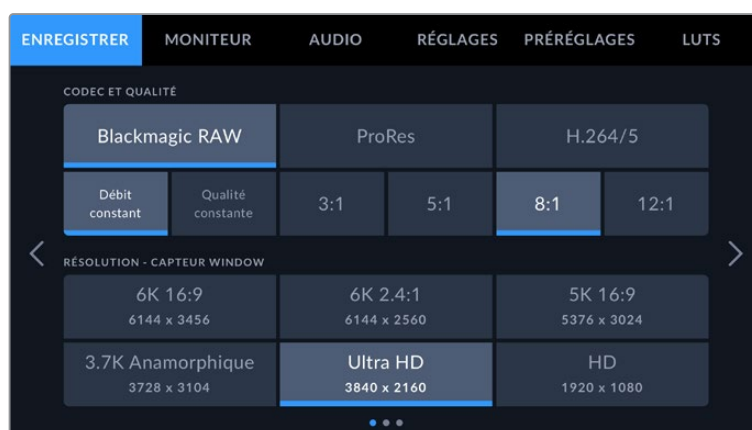 ENREGISTRER MONITEUR AUDIO RÉGLAGES PRÉRÉGLAGES LUTS
CODEC ET QUALITÉ
Blackmagic RAW ProRes H.264/5
Débit constant Qualité constante 3:1 5:1 8:1 12:1
RÉSOLUTION - CAPTEUR WINDOW
6K 16:9 6K 2.4:1 5K 16:9
6144 x 3456 6144 x 2560 5376 x 3024
3.7K Anamorphique Ultra HD HD
3728 x 3104 3840 x 2160 1920 x 1080